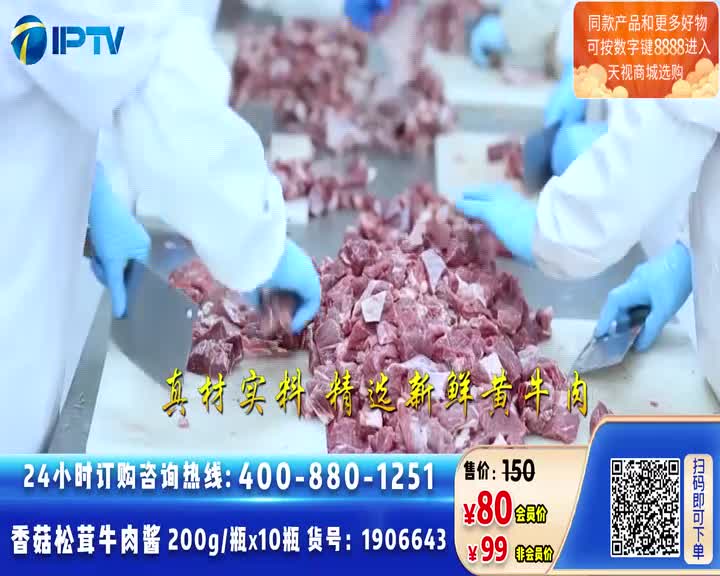 IPTV
同款产品和更多好物
可按数字键8888进入
天视商城选购
真材实料 精选新鲜黄牛肉
24小时订购咨询热线: 400-880-1251
香菇松茸牛肉酱 200g/瓶x10瓶 货号: 1906643
售价: 150
¥80 会员价
¥99 非会员价
扫码即可下单